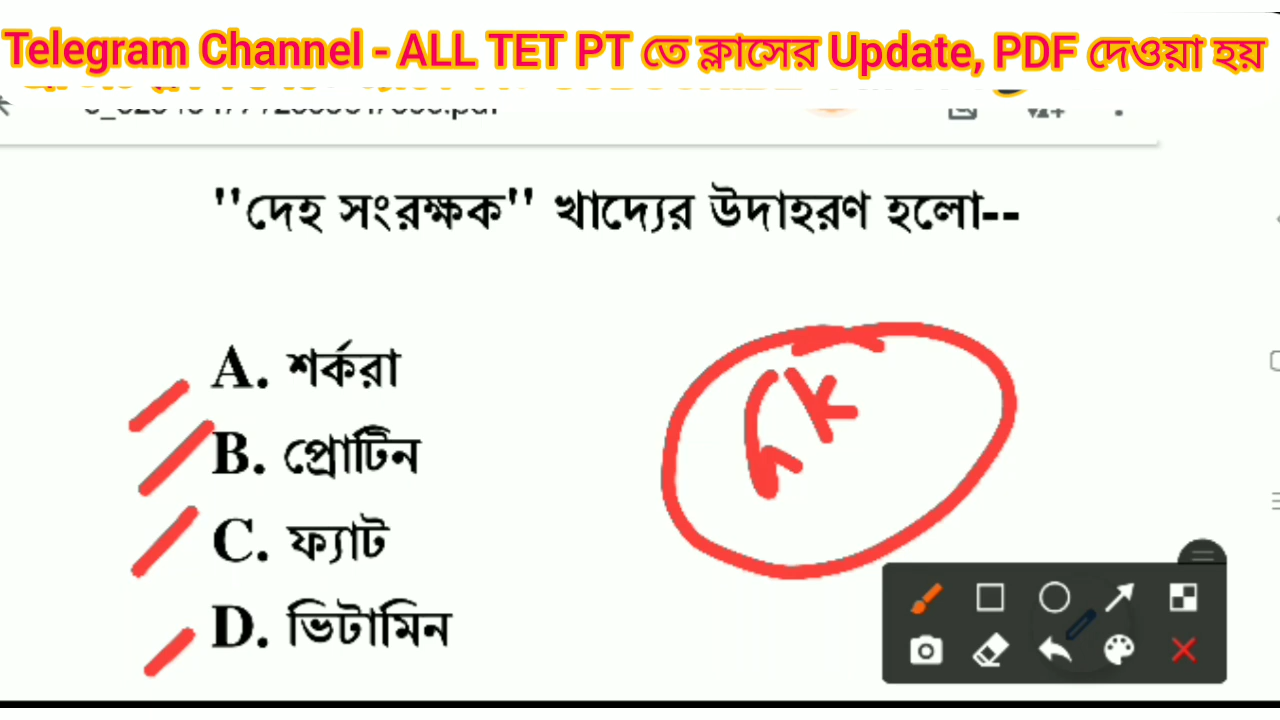 Telegram Channel - ALL TET PT তে ক্লাসের Update, PDF দেওয়া হয়
''দেহ সংরক্ষক'' খাদ্যের উদাহরণ হলো--
A. শর্করা
B. প্রোটিন
C. ফ্যাট
D. ভিটামিন